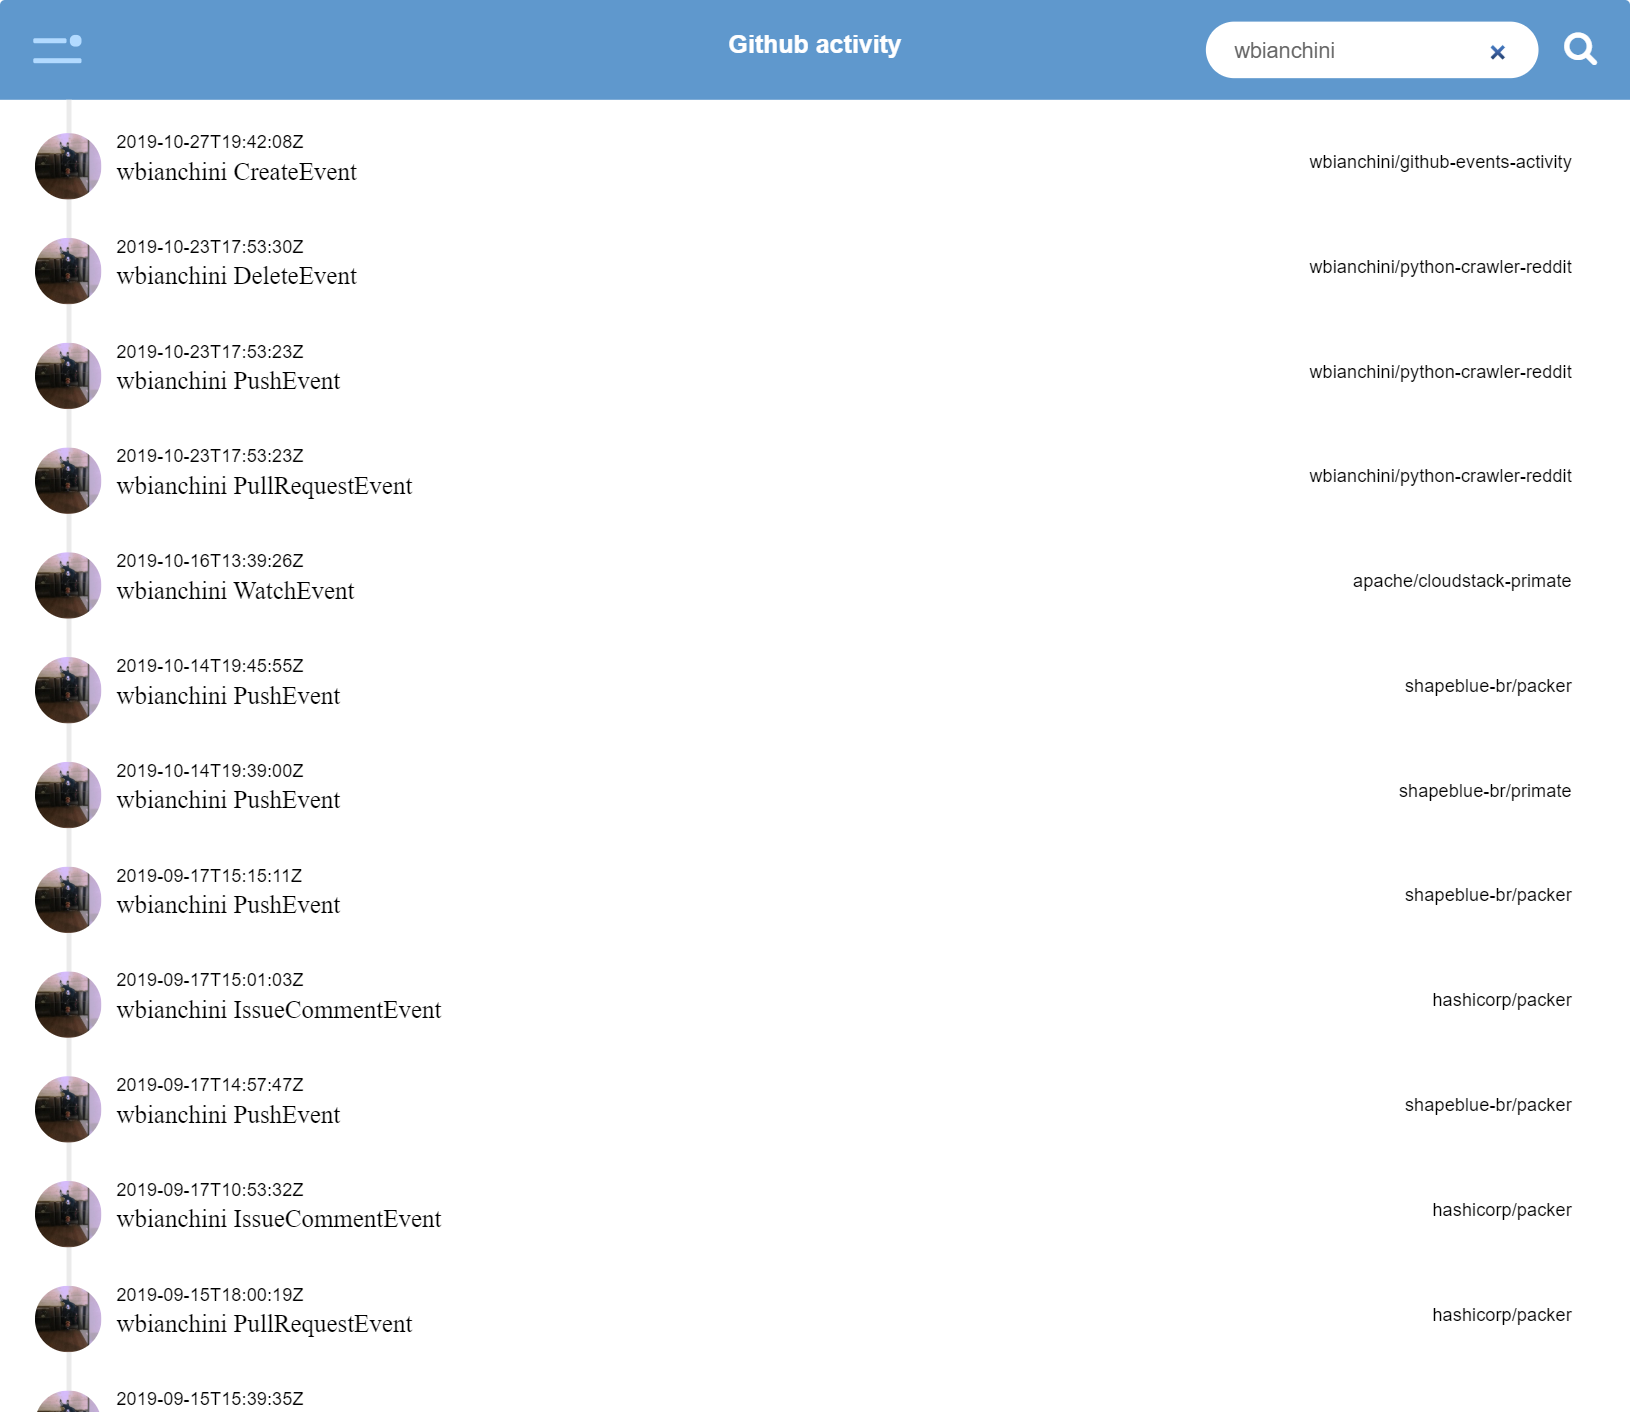 Github activity
wbianchini
2019-10-27T19:42:08Z
wbianchini CreateEvent
wbianchini/github-events-activity
2019-10-23T17:53:30Z
wbianchini DeleteEvent
wbianchini/python-crawler-reddit
2019-10-23T17:53:23Z
wbianchini PushEvent
wbianchini/python-crawler-reddit
2019-10-23T17:53:23Z
wbianchini PullRequestEvent
wbianchini/python-crawler-reddit
2019-10-16T13:39:26Z
wbianchini WatchEvent
apache/cloudstack-primate
2019-10-14T19:45:55Z
wbianchini PushEvent
shapeblue-br/packer
2019-10-14T19:39:00Z
wbianchini PushEvent
shapeblue-br/primate
2019-09-17T15:15:11Z
wbianchini PushEvent
shapeblue-br/packer
2019-09-17T15:01:03Z
wbianchini IssueCommentEvent
hashicorp/packer
2019-09-17T14:57:47Z
wbianchini PushEvent
shapeblue-br/packer
2019-09-17T10:53:32Z
wbianchini IssueCommentEvent
hashicorp/packer
2019-09-15T18:00:19Z
wbianchini PullRequestEvent
hashicorp/packer
2019-09-15T15:39:35Z